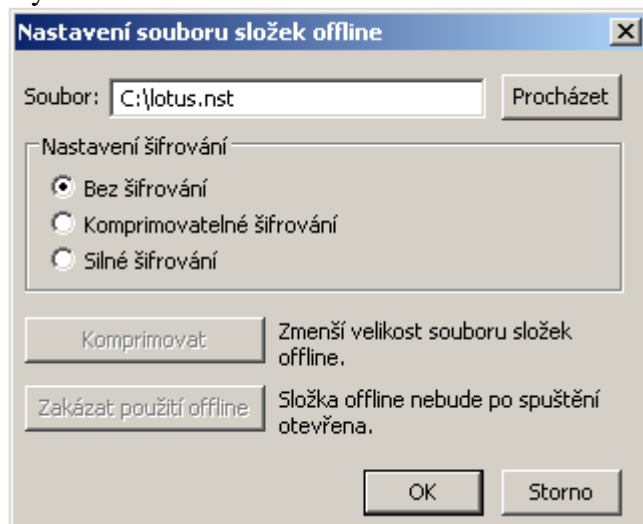 Nastavení souboru složek offline
Soubor: C:\lotus.nst Procházet
Nastavení šifrování
Bez šifrování
Komprimovatelné šifrování
Silné šifrování
Komprimovat Zmenší velikost souboru složek
offline.
Zakázat použití offline Složka offline nebude po spuštění
otevřena.
OK Storno